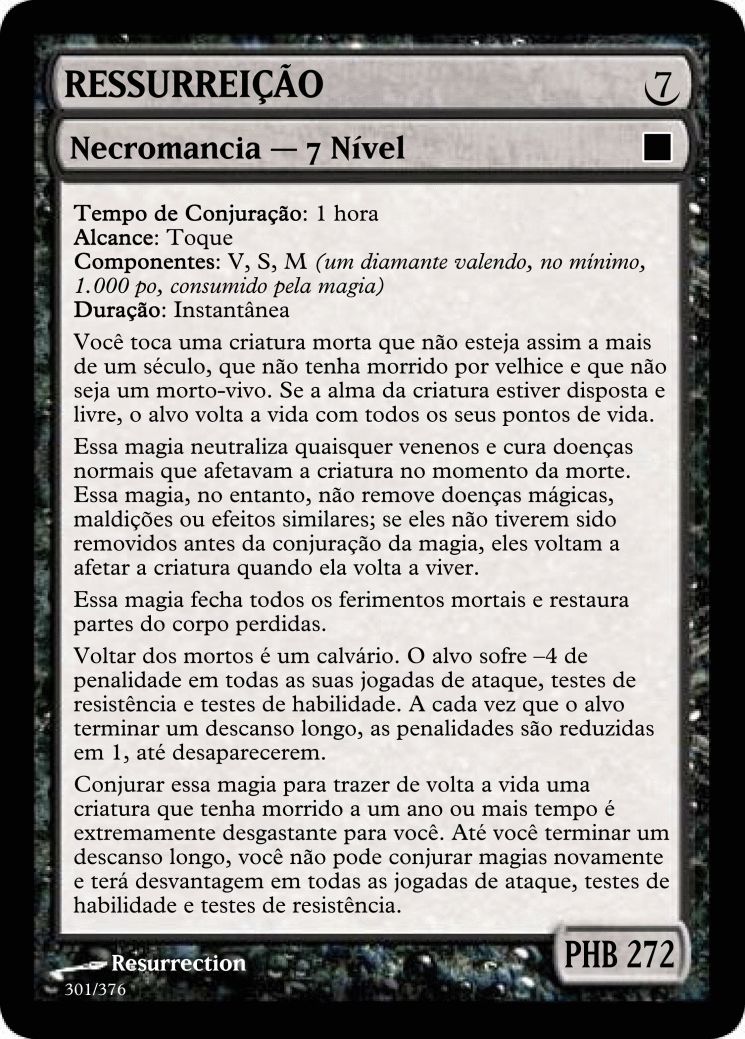 RESSURREIÇÃO
7
Necromancia — 7 Nível
Tempo de Conjuração: 1 hora
Alcance: Toque
Componentes: V, S, M (um diamante valendo, no mínimo,
1.000 po, consumido pela magia)
Duração: Instantânea
Você toca uma criatura morta que não esteja assim a mais
de um século, que não tenha morrido por velhice e que não
seja um morto-vivo. Se a alma da criatura estiver disposta e
livre, o alvo volta a vida com todos os seus pontos de vida.
Essa magia neutraliza quaisquer venenos e cura doenças
normais que afetavam a criatura no momento da morte.
Essa magia, no entanto, não remove doenças mágicas,
maldições ou efeitos similares; se eles não tiverem sido
removidos antes da conjuração da magia, eles voltam a
afetar a criatura quando ela volta a viver.
Essa magia fecha todos os ferimentos mortais e restaura
partes do corpo perdidas.
Voltar dos mortos é um calvário. O alvo sofre –4 de
penalidade em todas as suas jogadas de ataque, testes de
resistência e testes de habilidade. A cada vez que o alvo
terminar um descanso longo, as penalidades são reduzidas
em 1, até desaparecerem.
Conjurar essa magia para trazer de volta a vida uma
criatura que tenha morrido a um ano ou mais tempo é
extremamente desgastante para você. Até você terminar um
descanso longo, você não pode conjurar magias novamente
e terá desvantagem em todas as jogadas de ataque, testes de
habilidade e testes de resistência.
PHB 272
Resurrection
301/376